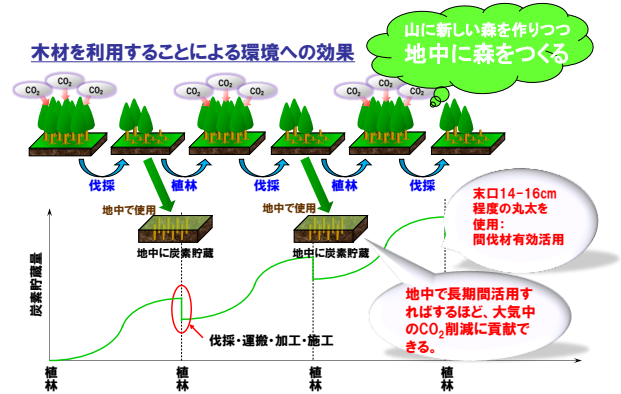 木材を利用することによる環境への効果
山に新しい森を作りつつ
地中に森をつくる
CO2
CO2
CO2
CO2
CO2
CO2
CO2
CO2
CO2
伐採
植林
伐採
植林
伐採
地中で使用
地中で使用
地中に炭素貯蔵
地中に炭素貯蔵
末口14-16cm
程度の丸太を
使用:
間伐材有効活用
地中で長期間活用す
ればするほど、大気中
のCO2削減に貢献で
きる。
炭素貯蔵量
伐採・運搬・加工・施工
植林
植林
植林
植林